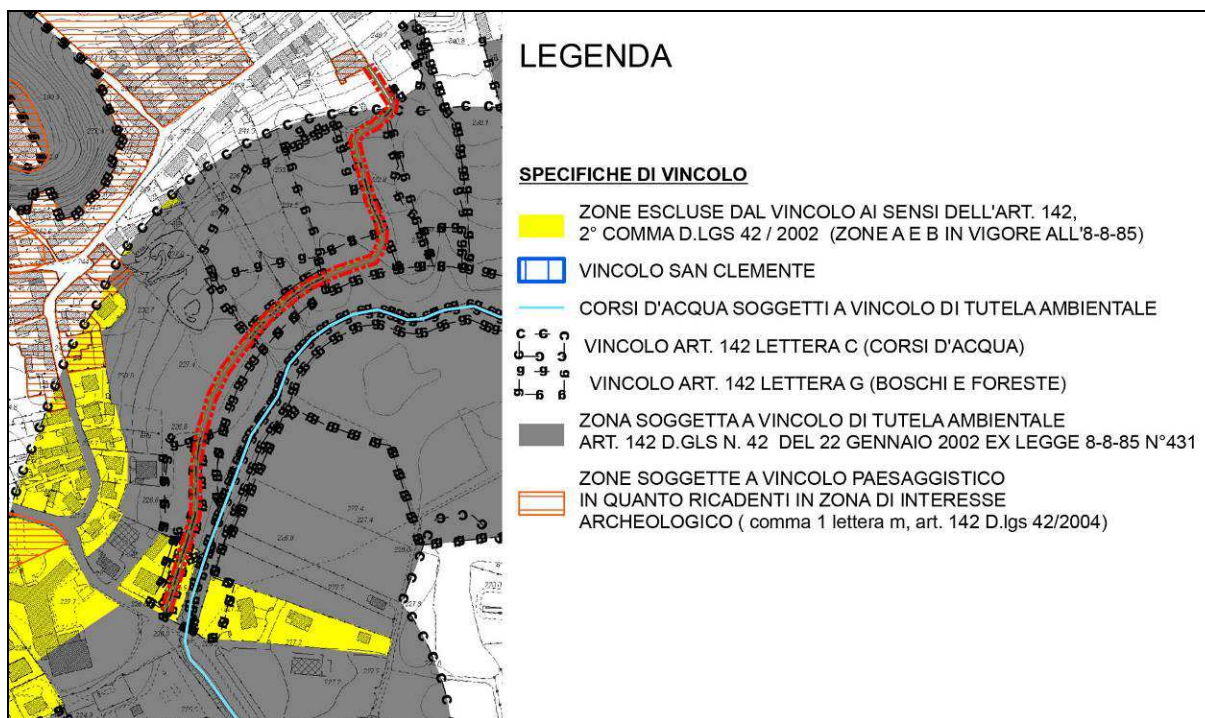 LEGENDA
SPECIFICHE DI VINCOLO
ZONE ESCLUSE DAL VINCOLO AI SENSI DELL'ART. 142,
2° COMMA D.LGS 42 / 2002 (ZONE A E B IN VIGORE ALL'8-8-85)
VINCOLO SAN CLEMENTE
CORSI D'ACQUA SOGGETTI A VINCOLO DI TUTELA AMBIENTALE
VINCOLO ART. 142 LETTERA C (CORSI D'ACQUA)
VINCOLO ART. 142 LETTERA G (BOSCHI E FORESTE)
ZONA SOGGETTA A VINCOLO DI TUTELA AMBIENTALE
ART. 142 D.GLS N. 42 DEL 22 GENNAIO 2002 EX LEGGE 8-8-85 N°431
ZONE SOGGETTE A VINCOLO PAESAGGISTICO
IN QUANTO RICADENTI IN ZONA DI INTERESSE
ARCHEOLOGICO ( comma 1 lettera m, art. 142 D.lgs 42/2004)